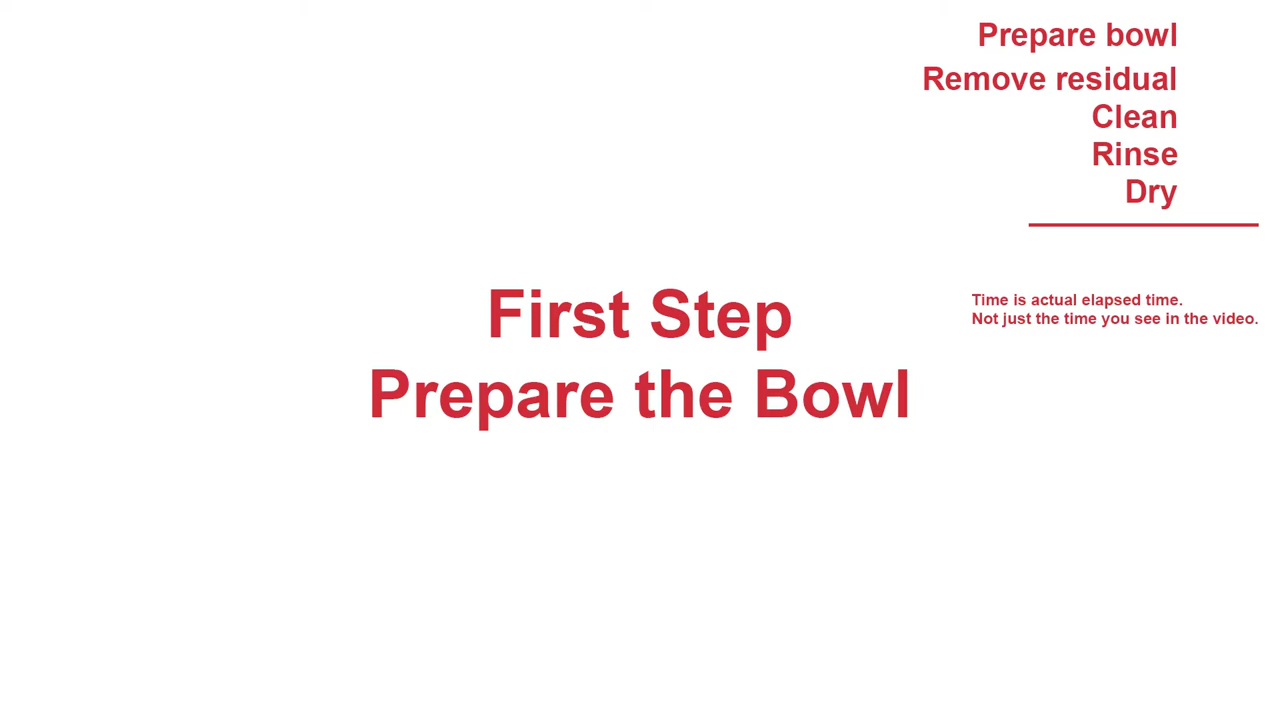 Prepare bowl
Remove residual
Clean
Rinse
Dry
Time is actual elapsed time.
Not just the time you see in the video.
First Step
Prepare the Bowl